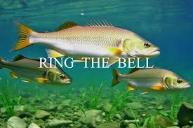 RING THE BELL